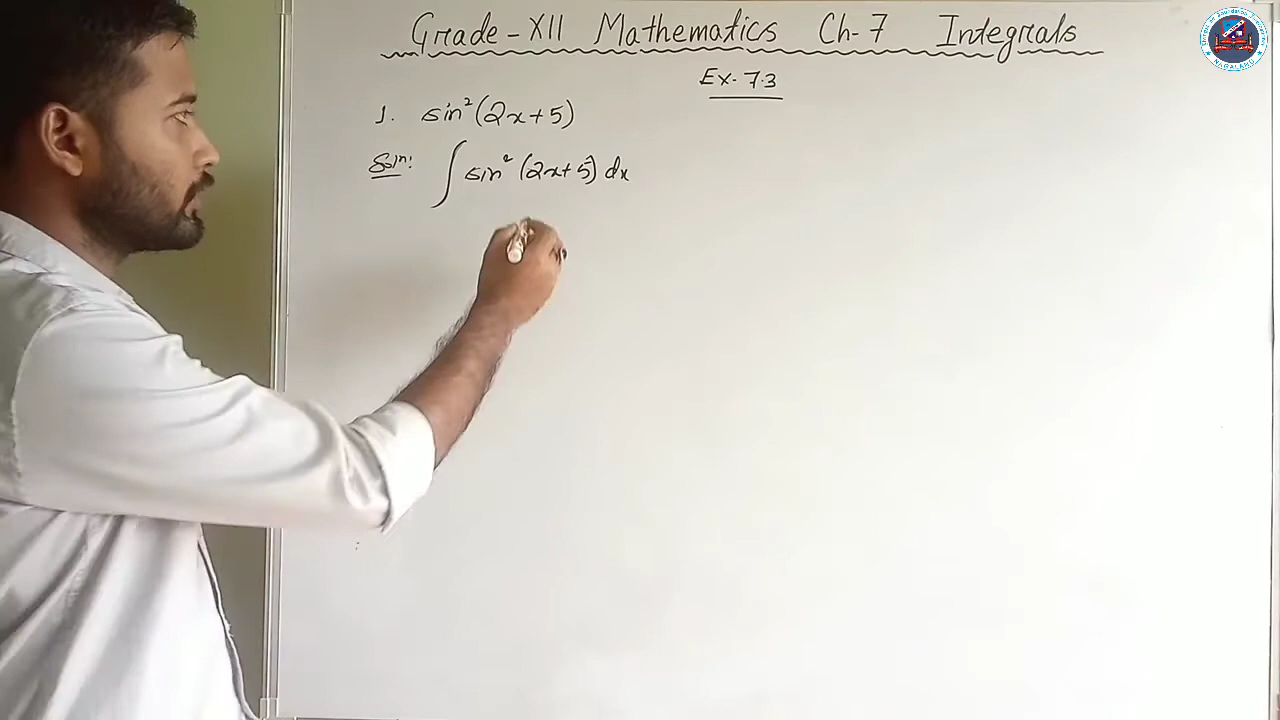 Grade-XII Mathematics Ch-7 Integrals
Ex. 7.3
1. sin²(2x+5)
Solⁿ: ∫ sin²(2x+5) dx